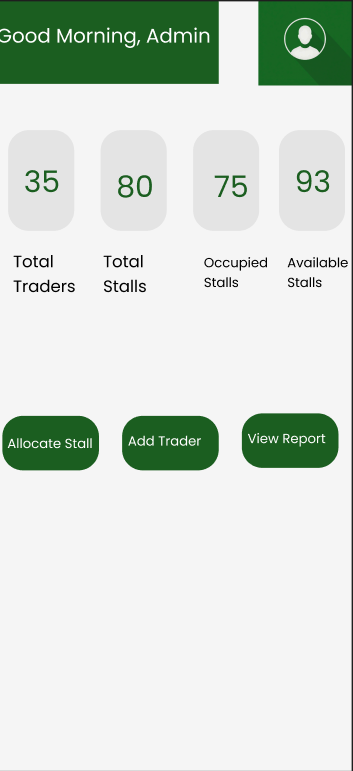 Good Morning, Admin
35
80
75
93
Total
Traders
Total
Stalls
Occupied
Stalls
Available
Stalls
Allocate Stall
Add Trader
View Report